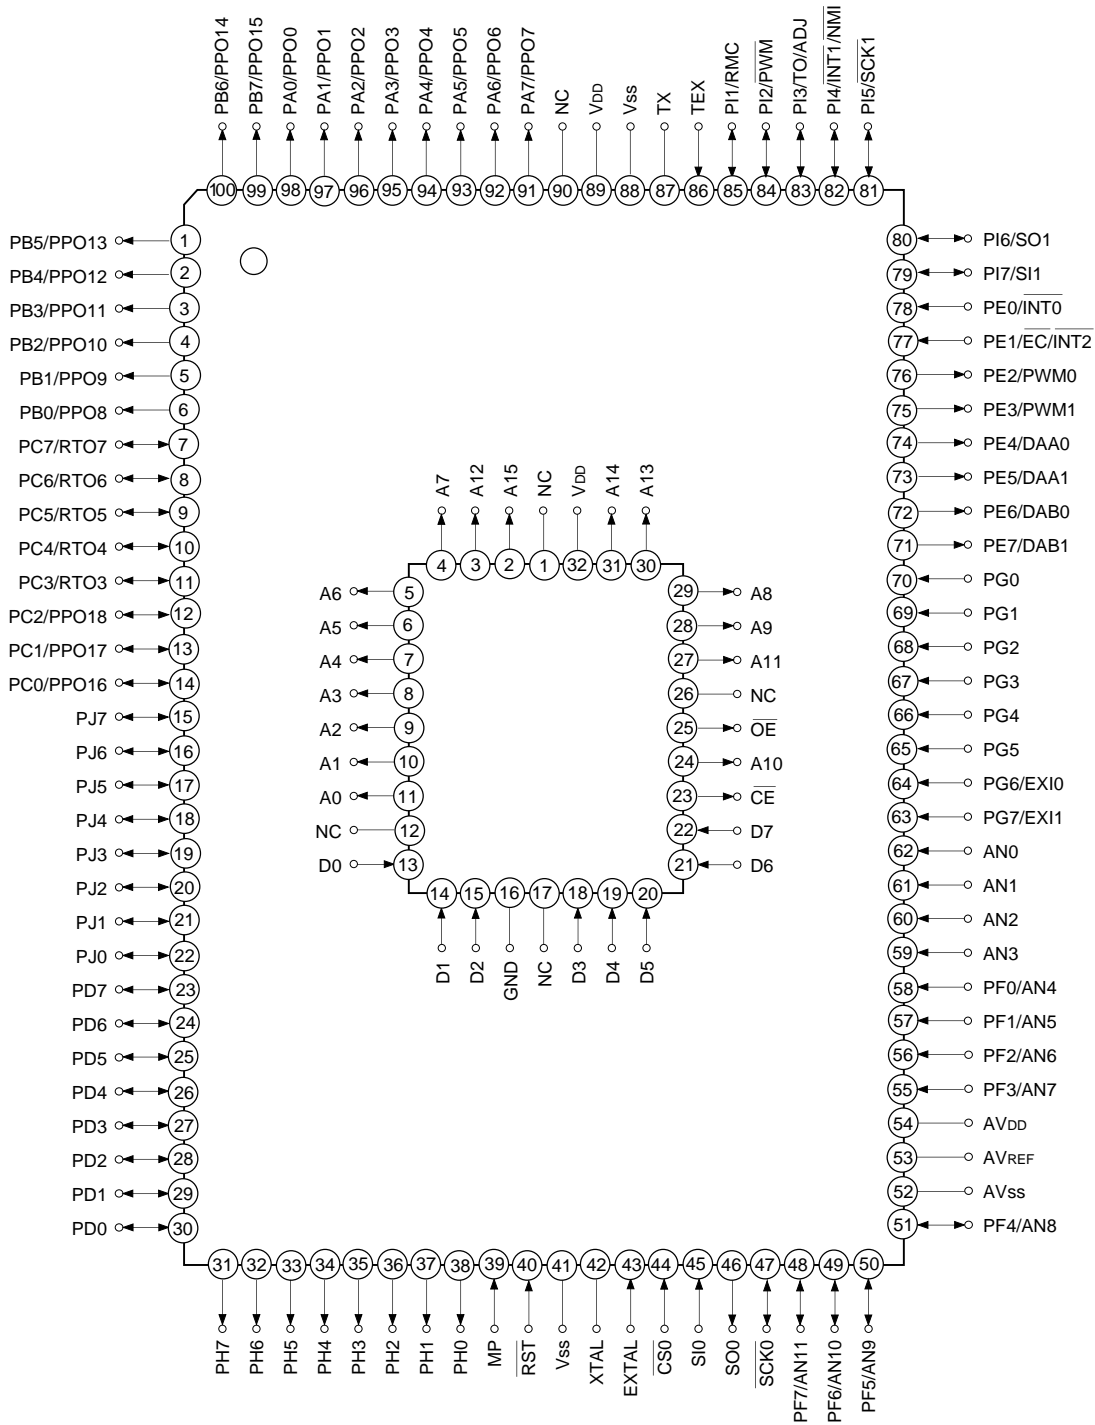 PB6/PPO14
PB7/PPO15
PA0/PPO0
PA1/PPO1
PA2/PPO2
PA3/PPO3
PA4/PPO4
PA5/PPO5
PA6/PPO6
PA7/PPO7
NC
VDD
Vss
TX
TEX
PI1/RMC
PI2/P̅W̅M̅
PI3/TO/ADJ
PI4/I̅N̅T̅1̅/N̅M̅I̅
PI5/S̅C̅K̅1̅
100 99 98 97 96 95 94 93 92 91 90 89 88 87 86 85 84 83 82 81
PB5/PPO13 1
PB4/PPO12 2
PB3/PPO11 3
PB2/PPO10 4
PB1/PPO9 5
PB0/PPO8 6
PC7/RTO7 7
PC6/RTO6 8
PC5/RTO5 9
PC4/RTO4 10
PC3/RTO3 11
PC2/PPO18 12
PC1/PPO17 13
PC0/PPO16 14
PJ7 15
PJ6 16
PJ5 17
PJ4 18
PJ3 19
PJ2 20
PJ1 21
PJ0 22
PD7 23
PD6 24
PD5 25
PD4 26
PD3 27
PD2 28
PD1 29
PD0 30
A7
A12
A15
NC
VDD
A14
A13
4 3 2 1 32 31 30
A6 5
A5 6
A4 7
A3 8
A2 9
A1 10
A0 11
NC 12
D0 13
29 A8
28 A9
27 A11
26 NC
25 O̅E̅
24 A10
23 C̅E̅
22 D7
21 D6
14 15 16 17 18 19 20
D1
D2
GND
NC
D3
D4
D5
80 PI6/SO1
79 PI7/SI1
78 PE0/I̅N̅T̅0̅
77 PE1/E̅C̅/I̅N̅T̅2̅
76 PE2/PWM0
75 PE3/PWM1
74 PE4/DAA0
73 PE5/DAA1
72 PE6/DAB0
71 PE7/DAB1
70 PG0
69 PG1
68 PG2
67 PG3
66 PG4
65 PG5
64 PG6/EXI0
63 PG7/EXI1
62 AN0
61 AN1
60 AN2
59 AN3
58 PF0/AN4
57 PF1/AN5
56 PF2/AN6
55 PF3/AN7
54 AVDD
53 AVREF
52 AVss
51 PF4/AN8
31 32 33 34 35 36 37 38 39 40 41 42 43 44 45 46 47 48 49 50
PH7
PH6
PH5
PH4
PH3
PH2
PH1
PH0
MP
R̅S̅T̅
Vss
XTAL
EXTAL
C̅S̅0̅
SI0
SO0
S̅C̅K̅0̅
PF7/AN11
PF6/AN10
PF5/AN9